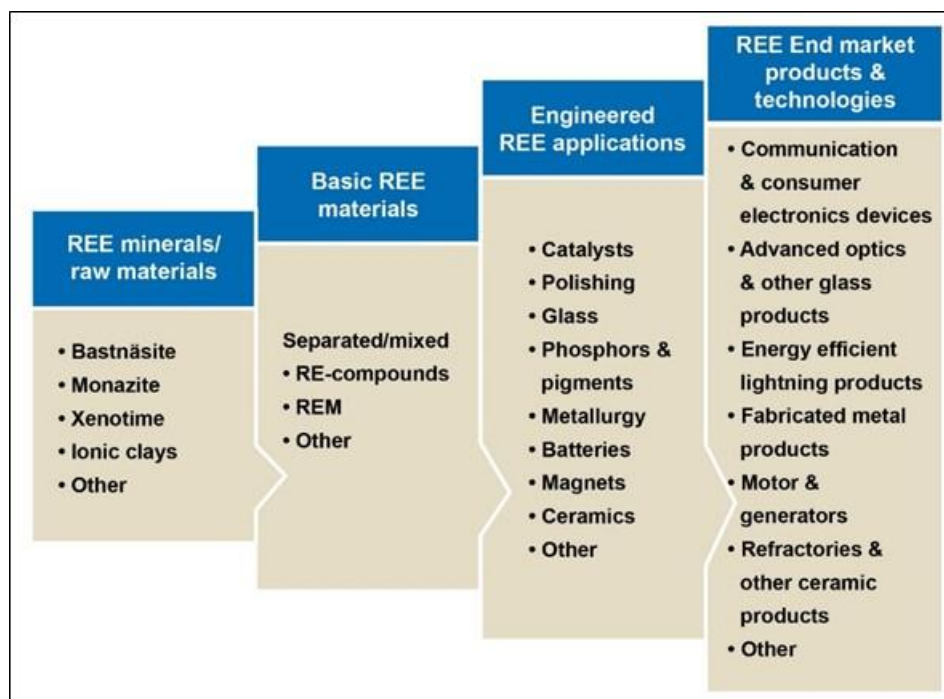 REE minerals/
raw materials
• Bastnäsite
• Monazite
• Xenotime
• Ionic clays
• Other
Basic REE
materials
Separated/mixed
• RE-compounds
• REM
• Other
Engineered
REE applications
• Catalysts
• Polishing
• Glass
• Phosphors &
pigments
• Metallurgy
• Batteries
• Magnets
• Ceramics
• Other
REE End market
products &
technologies
• Communication
& consumer
electronics devices
• Advanced optics
& other glass
products
• Energy efficient
lightning products
• Fabricated metal
products
• Motor &
generators
• Refractories &
other ceramic
products
• Other